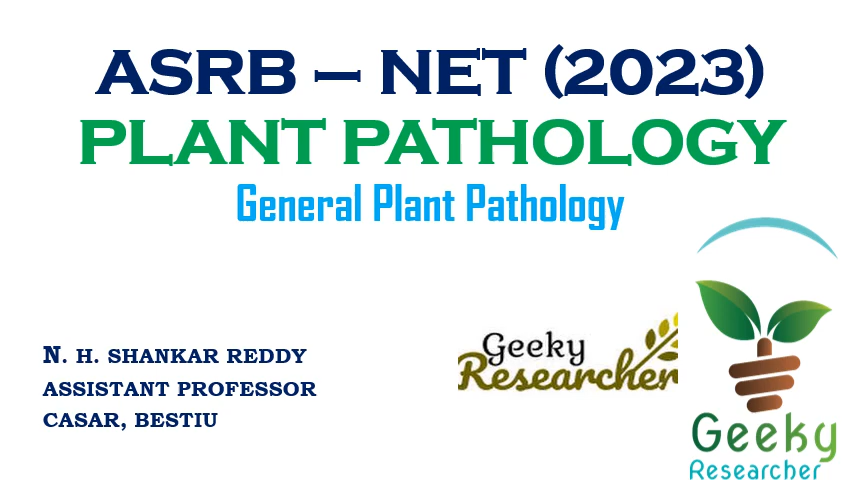 ASRB – NET (2023)
PLANT PATHOLOGY
General Plant Pathology
N. H. SHANKAR REDDY
ASSISTANT PROFESSOR
CASAR, BESTIU
Geeky
Researcher
Geeky
Researcher